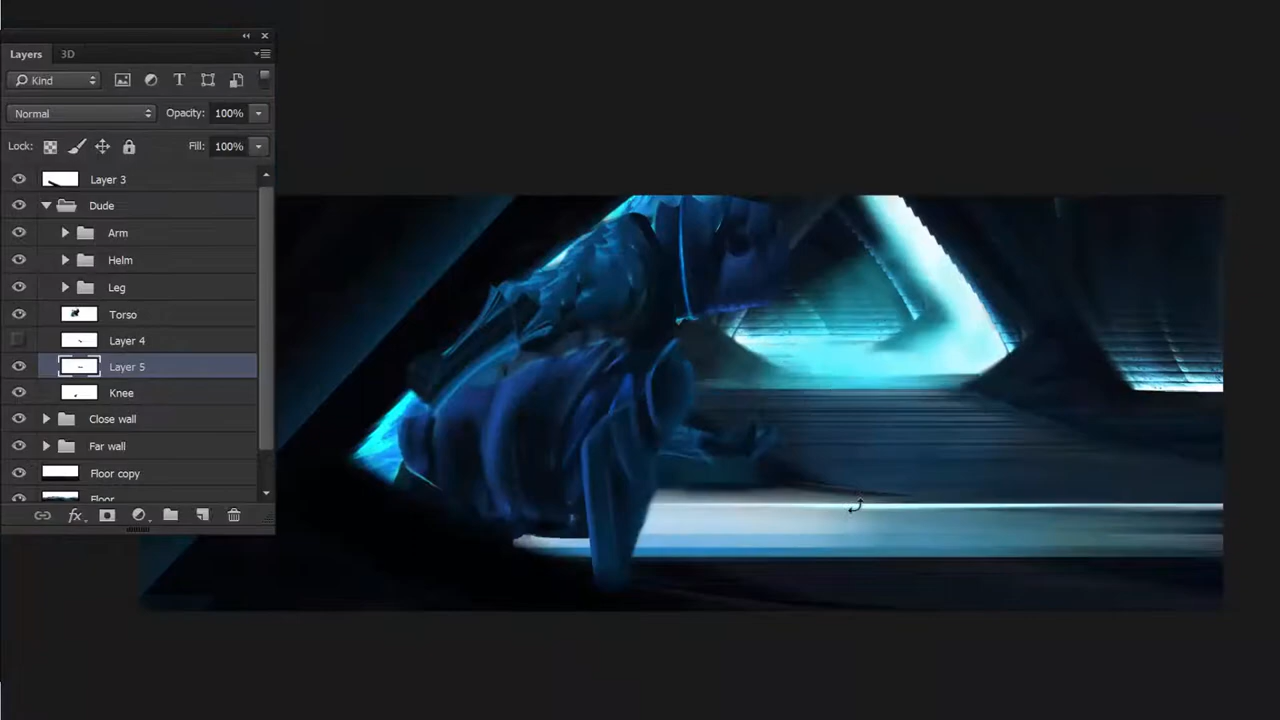 Layers 3D
Kind
Normal Opacity: 100%
Lock: Fill: 100%
Layer 3
Dude
Arm
Helm
Leg
Torso
Layer 4
Layer 5
Knee
Close wall
Far wall
Floor copy
Floor
fx